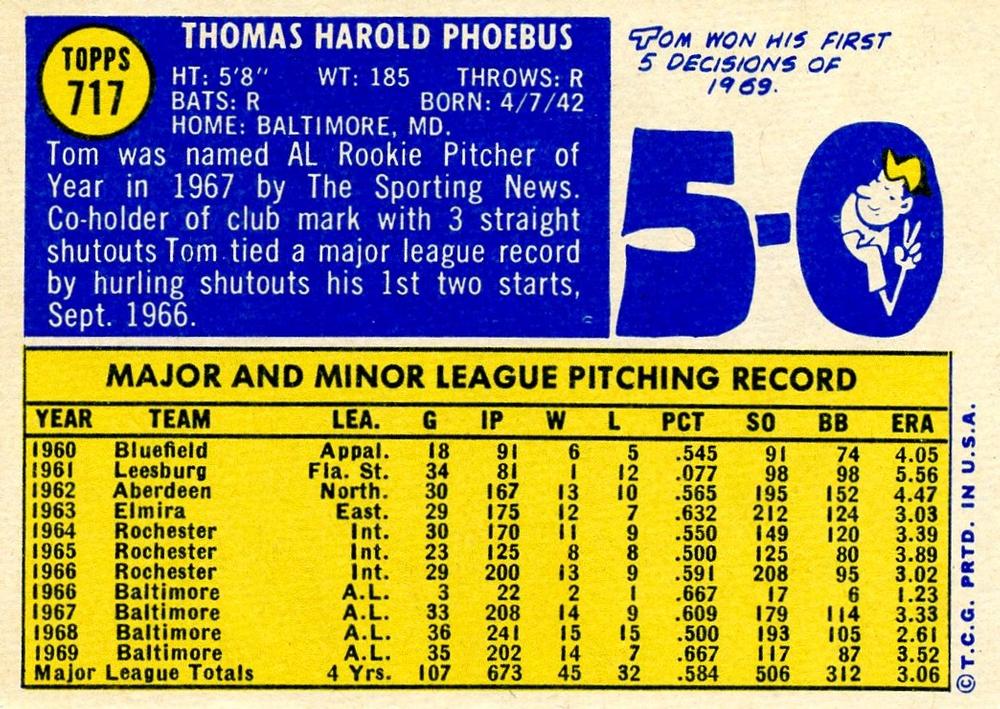 TOPPS
717
THOMAS HAROLD PHOEBUS
HT: 5'8" WT: 185 THROWS: R
BATS: R BORN: 4/7/42
HOME: BALTIMORE, MD.
Tom was named AL Rookie Pitcher of
Year in 1967 by The Sporting News.
Co-holder of club mark with 3 straight
shutouts Tom tied a major league record
by hurling shutouts his 1st two starts,
Sept. 1966.
TOM WON HIS FIRST
5 DECISIONS OF
1969.
5-0
MAJOR AND MINOR LEAGUE PITCHING RECORD
YEAR TEAM LEA. G IP W L PCT SO BB ERA
1960 Bluefield Appal. 18 91 6 5 .545 91 74 4.05
1961 Leesburg Fla. St. 34 81 1 12 .077 98 98 5.56
1962 Aberdeen North. 30 167 13 10 .565 195 152 4.47
1963 Elmira East. 29 175 12 7 .632 212 124 3.03
1964 Rochester Int. 30 170 11 9 .550 149 120 3.39
1965 Rochester Int. 23 125 8 8 .500 125 80 3.89
1966 Rochester Int. 29 200 13 9 .591 208 95 3.02
1966 Baltimore A.L. 3 22 2 1 .667 17 6 1.23
1967 Baltimore A.L. 33 208 14 9 .609 179 114 3.33
1968 Baltimore A.L. 36 241 15 15 .500 193 105 2.61
1969 Baltimore A.L. 35 202 14 7 .667 117 87 3.52
Major League Totals 4 Yrs. 107 673 45 32 .584 506 312 3.06
©T.C.G. PRTD. IN U.S.A.